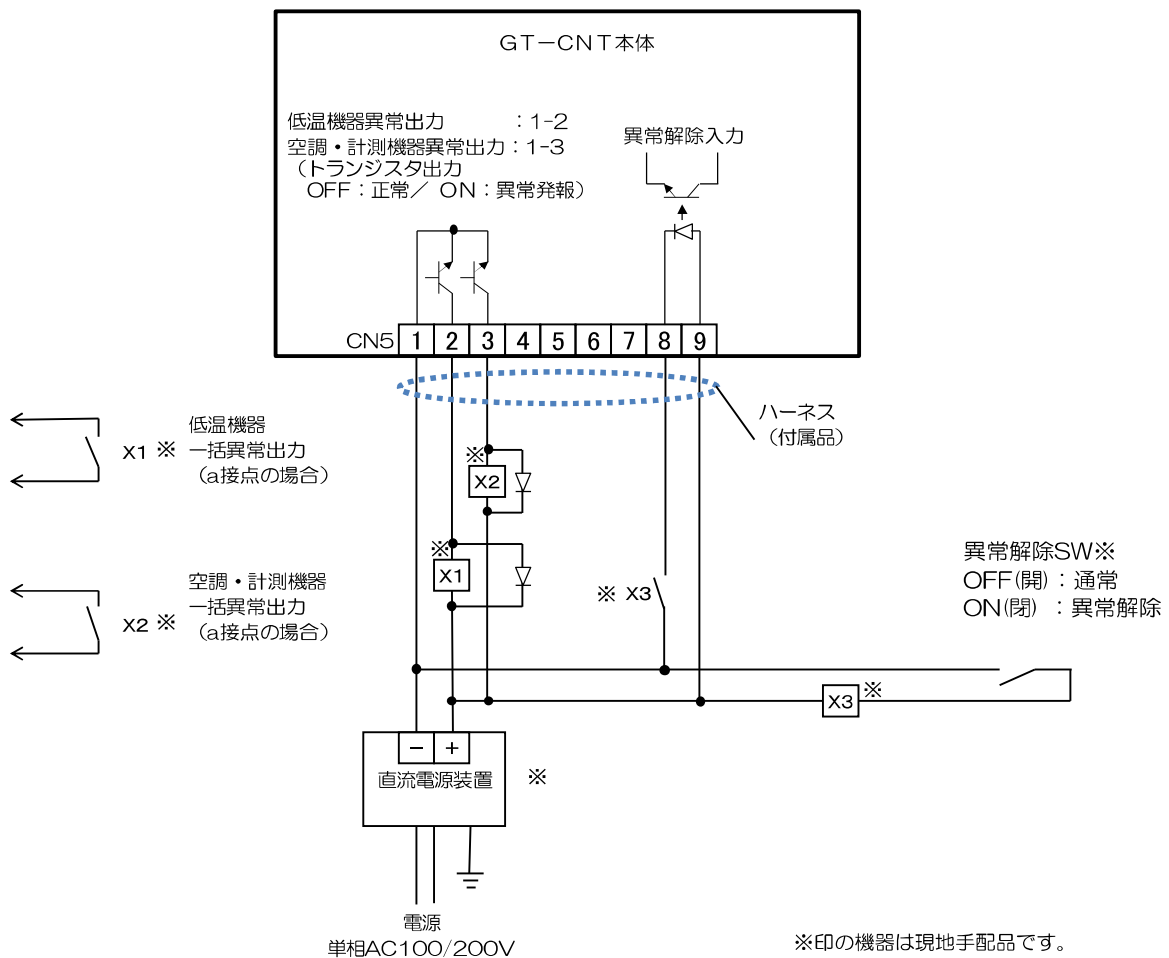 GT－CNT本体
低温機器異常出力　　　：1-2
空調・計測機器異常出力：1-3
（トランジスタ出力
OFF：正常／ ON：異常発報）
異常解除入力
CN5 1 2 3 4 5 6 7 8 9
ハーネス
（付属品）
低温機器
X1 ※ 一括異常出力
（a接点の場合）
※
X2
※
X1
空調・計測機器
X2 ※ 一括異常出力
（a接点の場合）
※ X3
異常解除SW※
OFF(開)：通常
ON(閉) ：異常解除
X3 ※
－ ＋
直流電源装置 ※
電源
単相AC100/200V
※印の機器は現地手配品です。